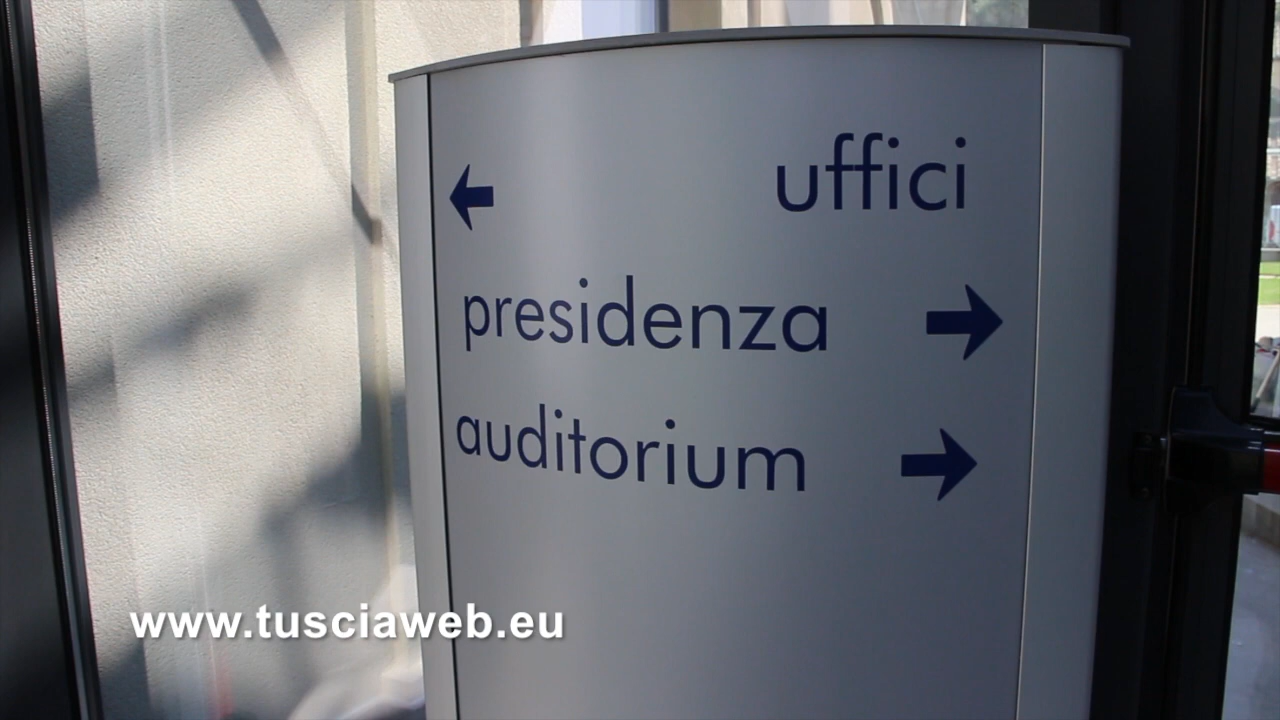 ← uffici
presidenza →
auditorium →
www.tusciaweb.eu